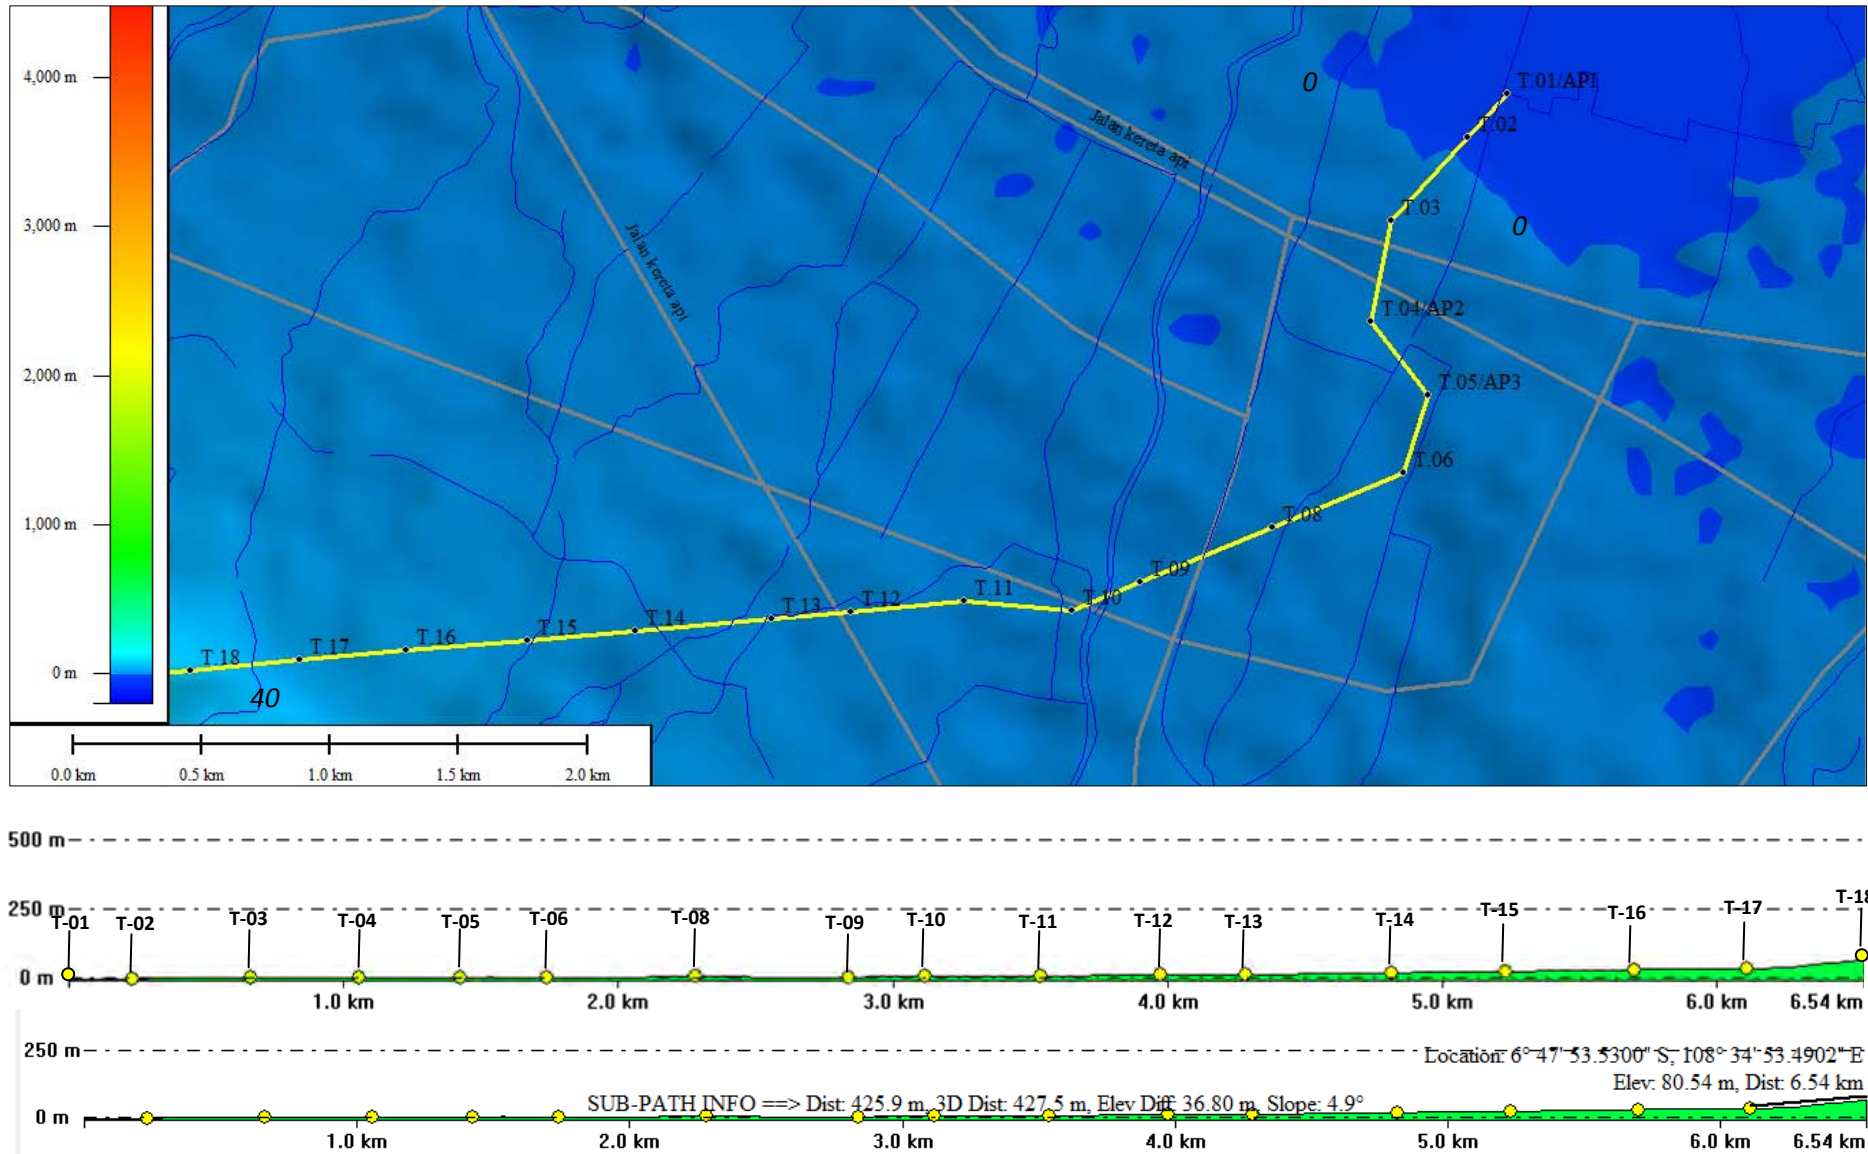 4,000 m
3,000 m
2,000 m
1,000 m
0 m
0
T.01/AP1
T.02
Jalan kereta api
T.03
0
Jalan kereta api
T.04/AP2
T.05/AP3
T.06
T.08
T.09
T.10
T.11
T.12
T.13
T.14
T.15
T.16
T.17
T.18
40
0.0 km 0.5 km 1.0 km 1.5 km 2.0 km
500 m
250 m
T-01 T-02 T-03 T-04 T-05 T-06 T-08 T-09 T-10 T-11 T-12 T-13 T-14 T-15 T-16 T-17 T-18
0 m
1.0 km 2.0 km 3.0 km 4.0 km 5.0 km 6.0 km 6.54 km
250 m
Location: 6° 47' 53.5300" S, 108° 34' 53.4902" E
Elev: 80.54 m, Dist: 6.54 km
SUB-PATH INFO ==> Dist: 425.9 m, 3D Dist: 427.5 m, Elev Diff: 36.80 m, Slope: 4.9°
0 m
1.0 km 2.0 km 3.0 km 4.0 km 5.0 km 6.0 km 6.54 km